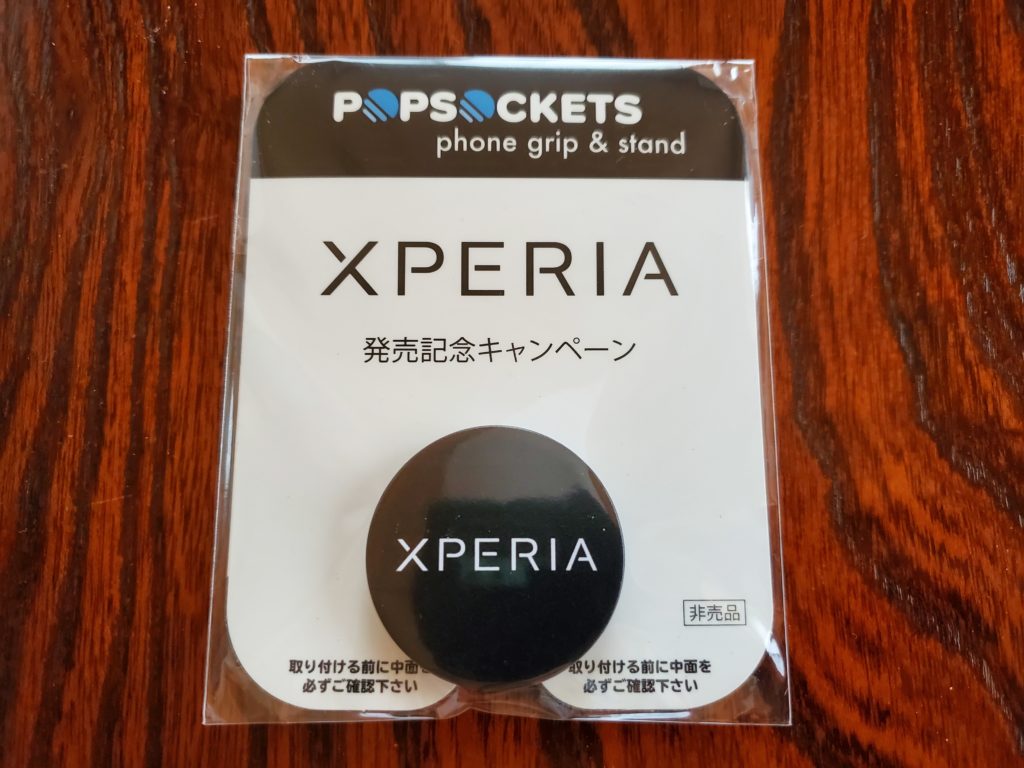 POPSOCKETS
phone grip & stand
XPERIA
発売記念キャンペーン
XPERIA
非売品
取り付ける前に中面を
必ずご確認下さい
取り付ける前に中面を
必ずご確認下さい